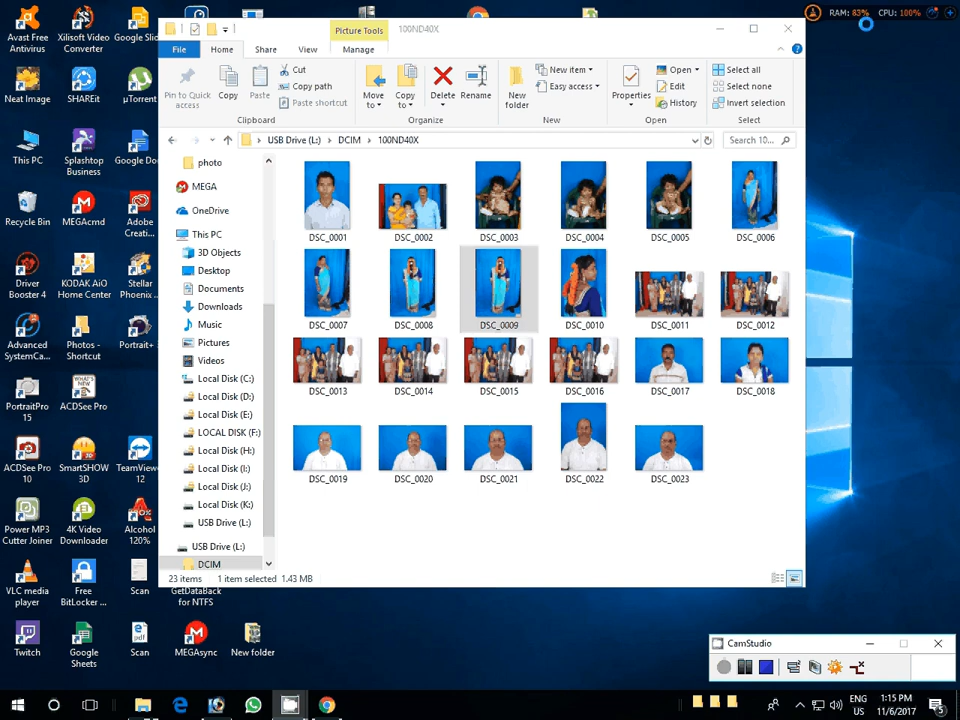 Avast Free
Antivirus
Xilisoft Video
Converter
Google Slid
Neat Image
SHAREit
µTorrent
This PC
Splashtop
Business
Google Do
Recycle Bin
MEGAcmd
Adobe
Creati...
Driver
Booster 4
KODAK AiO
Home Center
Stellar
Phoenix ...
Advanced
SystemCa...
Photos -
Shortcut
Portrait+
PortraitPro
15
ACDSee Pro
ACDSee Pro
10
SmartSHOW
3D
TeamView
12
Power MP3
Cutter Joiner
4K Video
Downloader
Alcohol
120%
VLC media
player
Free
BitLocker ...
Scan
GetDataBack
for NTFS
Twitch
Google
Sheets
Scan
MEGAsync
New folder
Picture Tools
100ND40X
File
Home
Share
View
Manage
Pin to Quick
access
Copy
Paste
Cut
Copy path
Paste shortcut
Clipboard
Move
to
Copy
to
Delete
Rename
Organize
New
folder
New item
Easy access
New
Properties
Open
Edit
History
Open
Select all
Select none
Invert selection
Select
USB Drive (L:) > DCIM > 100ND40X
Search 10...
photo
MEGA
OneDrive
This PC
3D Objects
Desktop
Documents
Downloads
Music
Pictures
Videos
Local Disk (C:)
Local Disk (D:)
Local Disk (E:)
LOCAL DISK (F:)
Local Disk (H:)
Local Disk (I:)
Local Disk (J:)
Local Disk (K:)
USB Drive (L:)
USB Drive (L:)
DCIM
DSC_0001
DSC_0002
DSC_0003
DSC_0004
DSC_0005
DSC_0006
DSC_0007
DSC_0008
DSC_0009
DSC_0010
DSC_0011
DSC_0012
DSC_0013
DSC_0014
DSC_0015
DSC_0016
DSC_0017
DSC_0018
DSC_0019
DSC_0020
DSC_0021
DSC_0022
DSC_0023
23 items 1 item selected 1.43 MB
RAM: 83% CPU: 100%
CamStudio
ENG
US
1:15 PM
11/6/2017
5